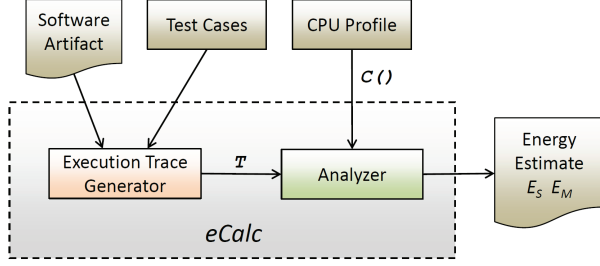 Software
Artifact
Test Cases
CPU Profile
C()
Execution Trace
Generator
T
Analyzer
Energy
Estimate
E_S E_M
eCalc